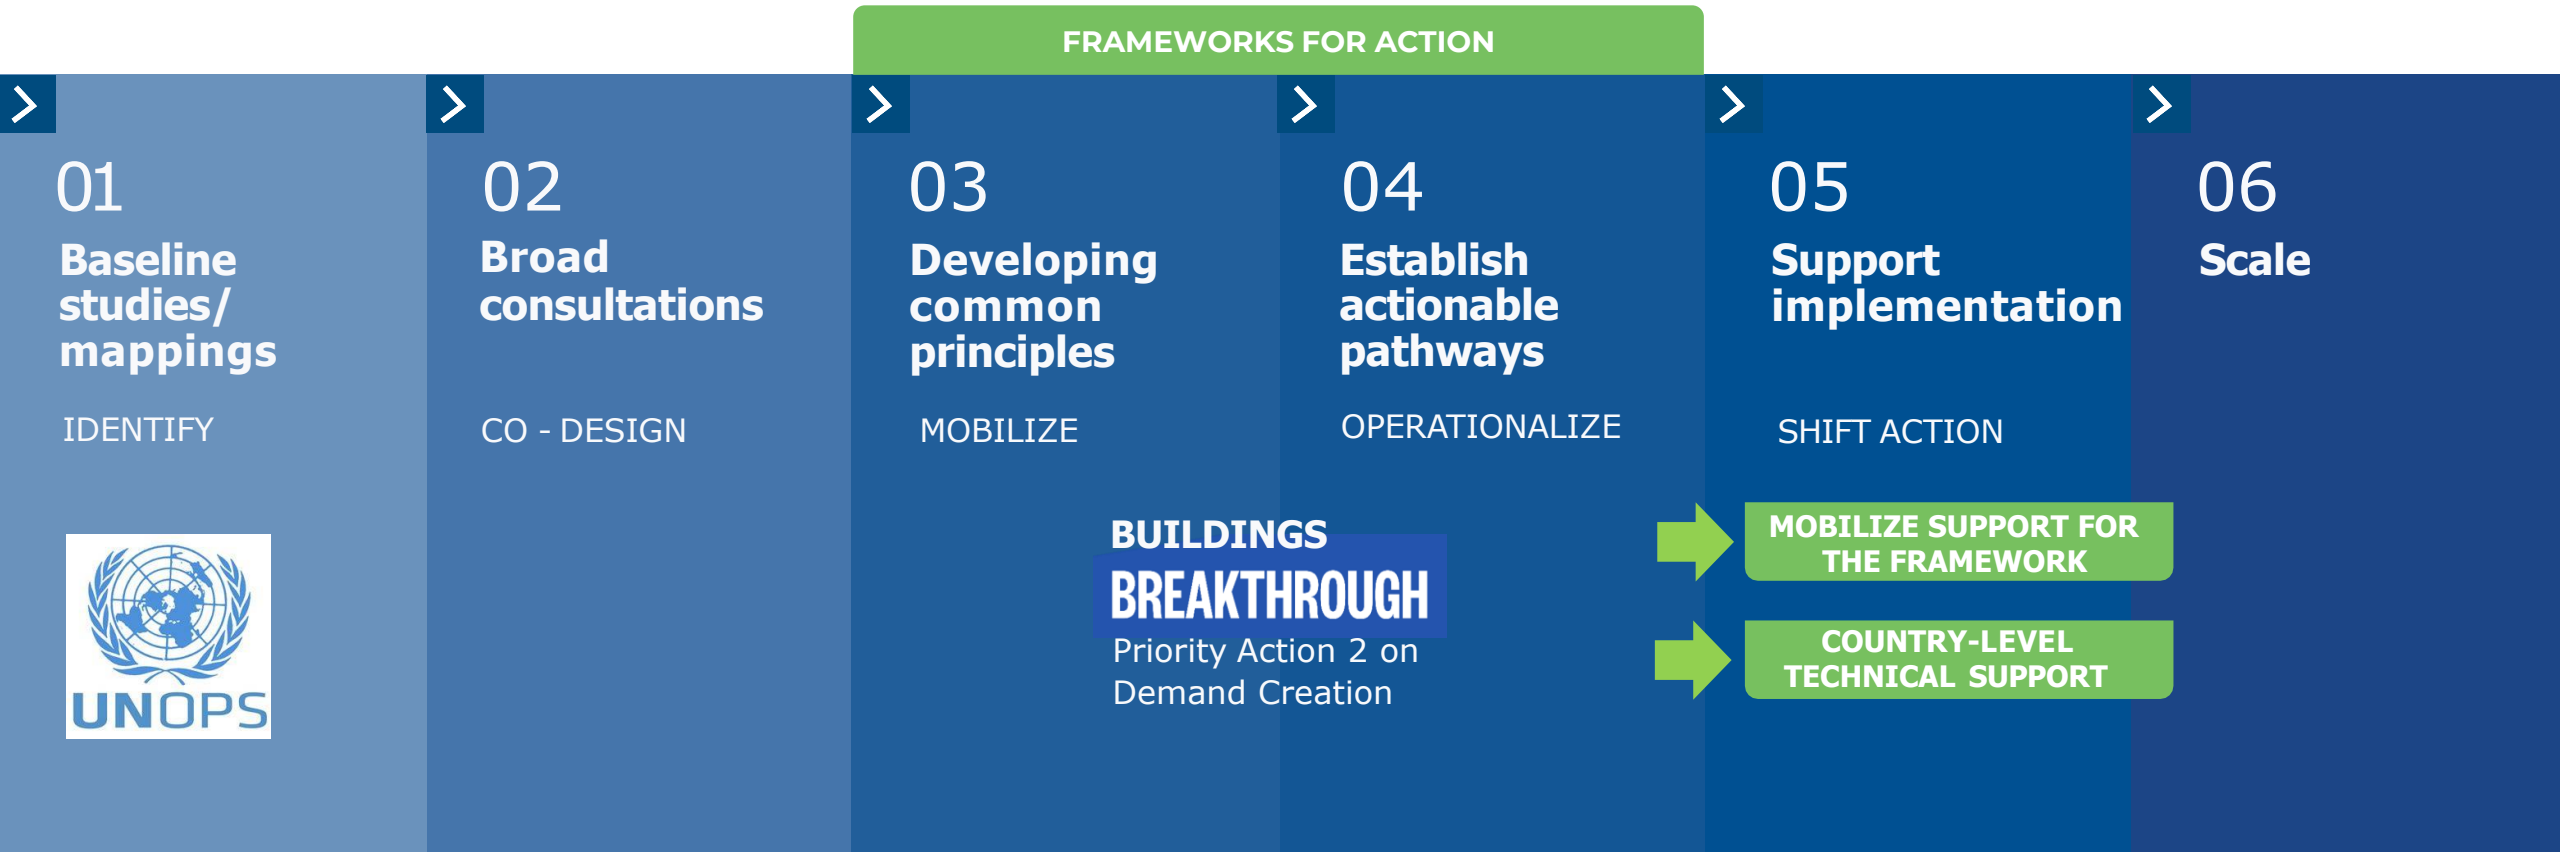 FRAMEWORKS FOR ACTION
01
Baseline
studies/
mappings
IDENTIFY
UNOPS
02
Broad
consultations
CO - DESIGN
03
Developing
common
principles
MOBILIZE
04
Establish
actionable
pathways
OPERATIONALIZE
BUILDINGS
BREAKTHROUGH
Priority Action 2 on
Demand Creation
05
Support
implementation
SHIFT ACTION
MOBILIZE SUPPORT FOR
THE FRAMEWORK
COUNTRY-LEVEL
TECHNICAL SUPPORT
06
Scale